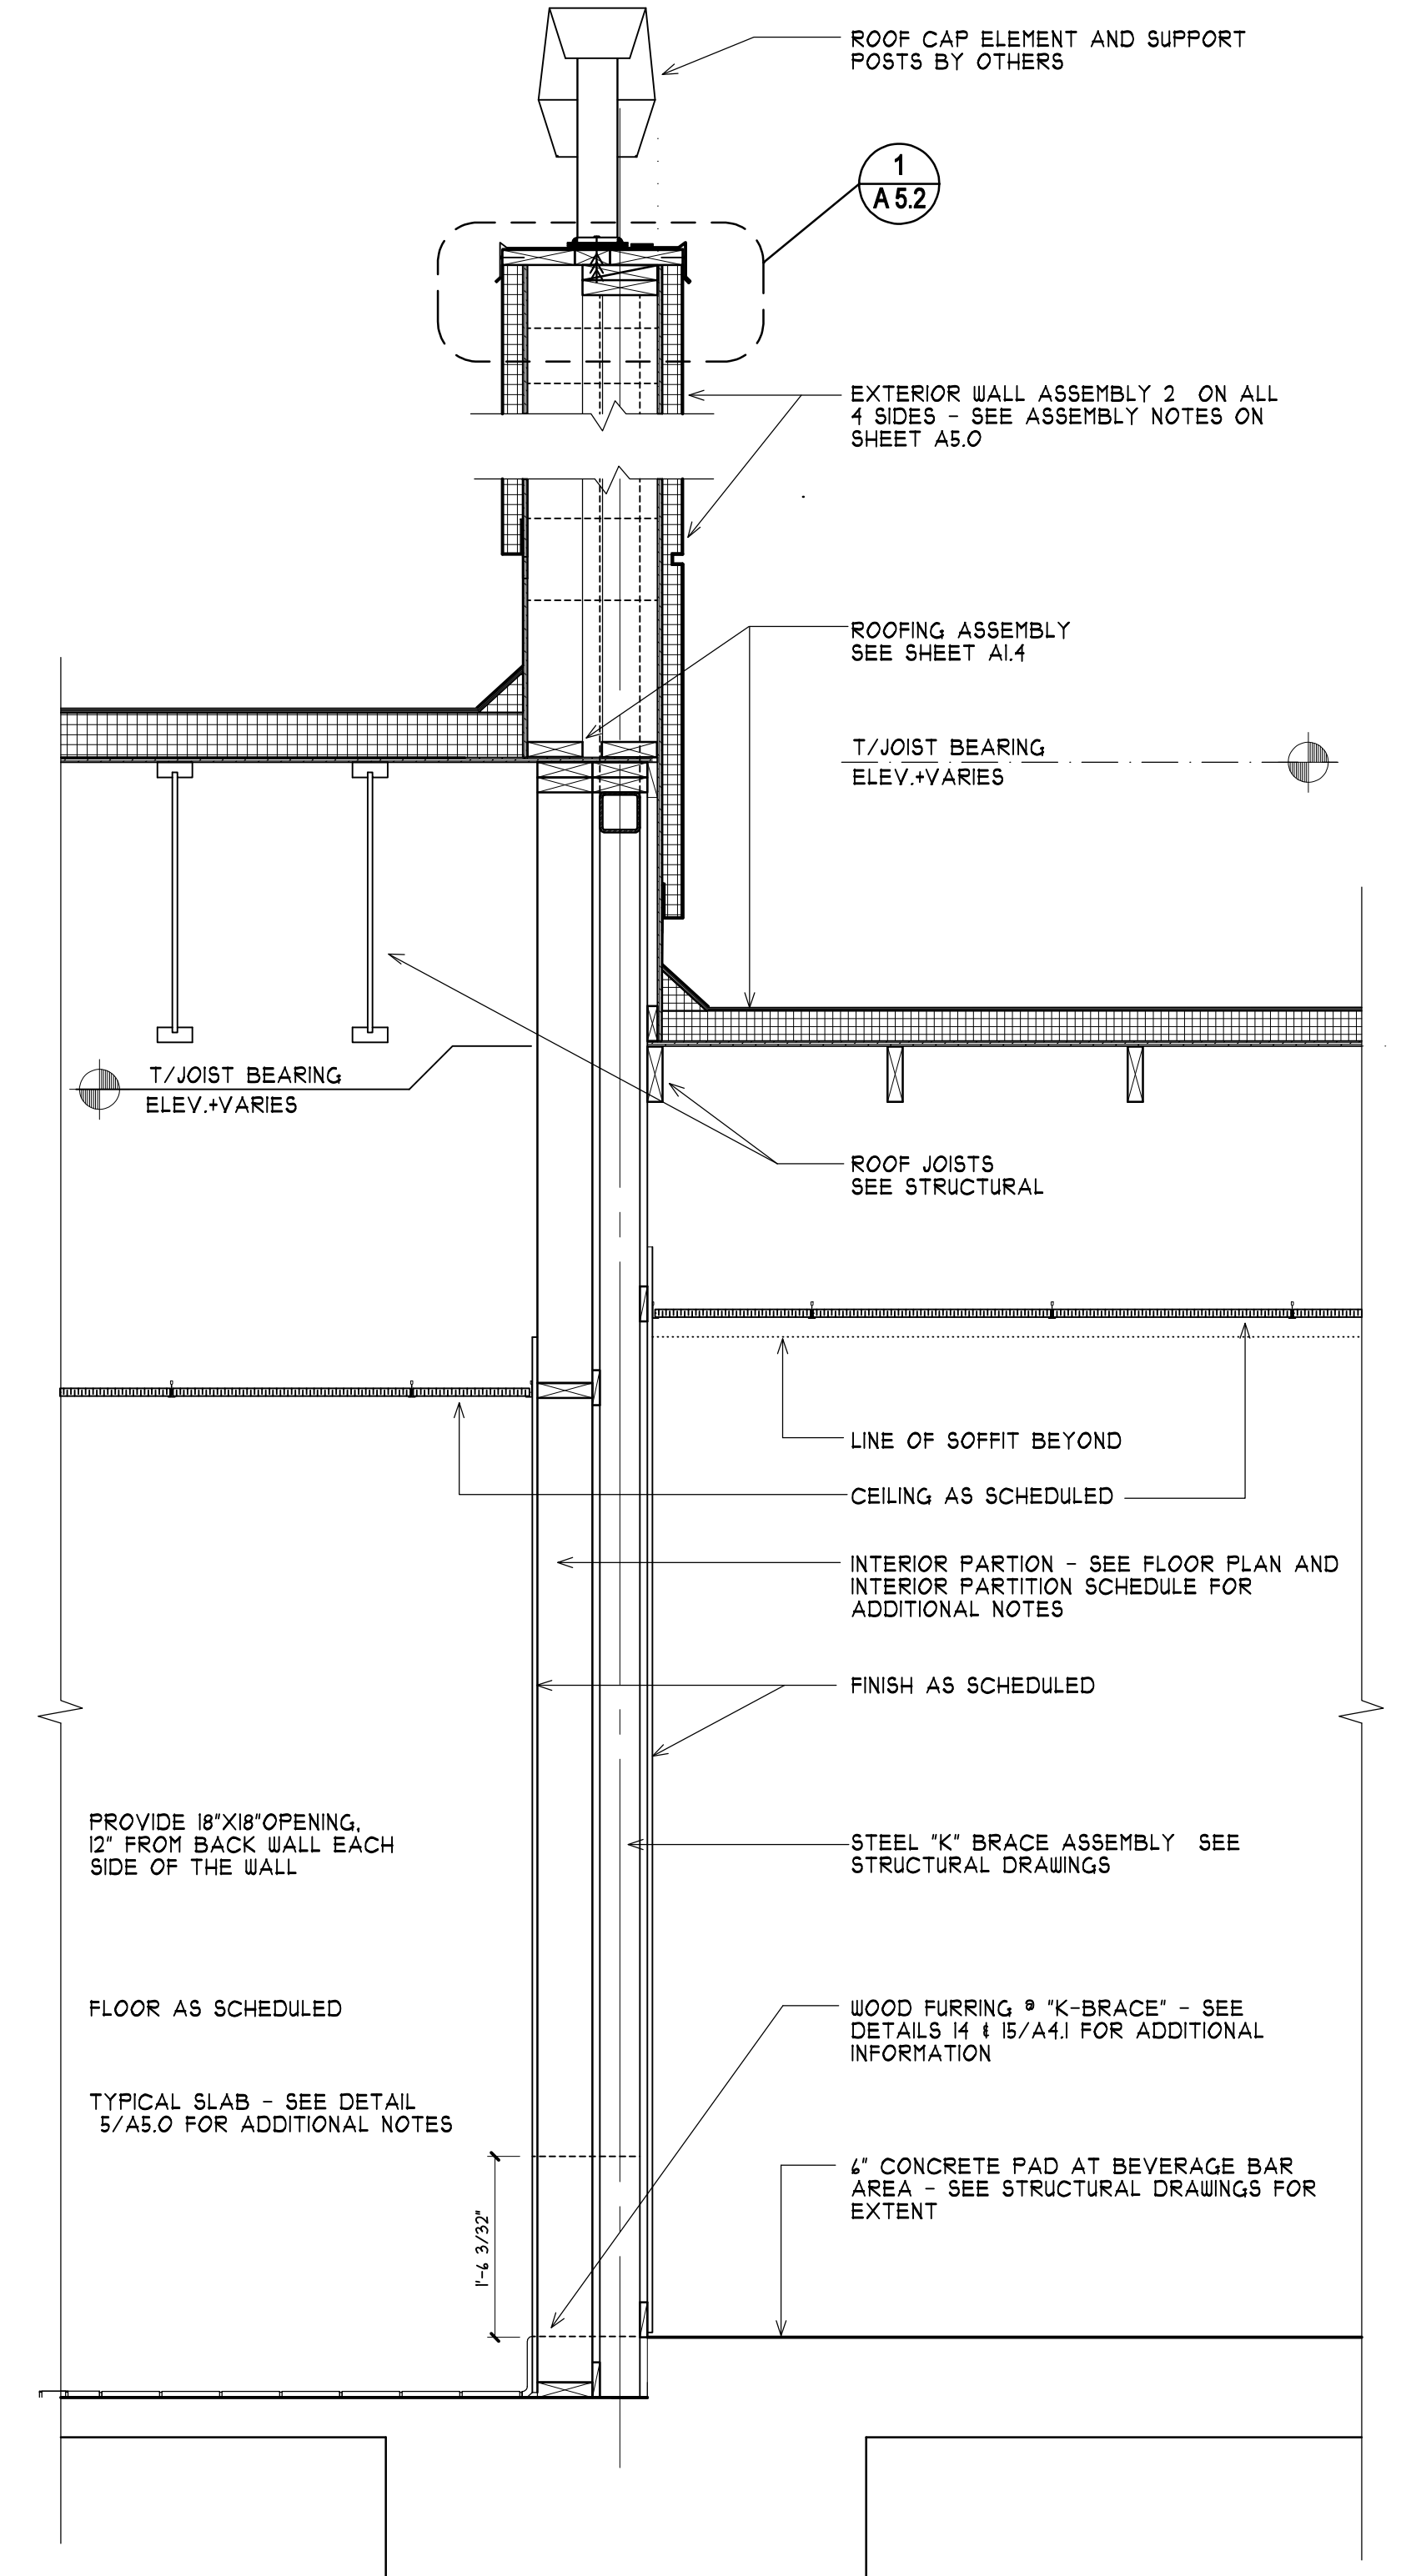 ROOF CAP ELEMENT AND SUPPORT
POSTS BY OTHERS
1
A 5.2
EXTERIOR WALL ASSEMBLY 2 ON ALL
4 SIDES - SEE ASSEMBLY NOTES ON
SHEET A5.0
ROOFING ASSEMBLY
SEE SHEET A1.4
T/JOIST BEARING
ELEV.+VARIES
T/JOIST BEARING
ELEV.+VARIES
ROOF JOISTS
SEE STRUCTURAL
LINE OF SOFFIT BEYOND
CEILING AS SCHEDULED
INTERIOR PARTION - SEE FLOOR PLAN AND
INTERIOR PARTITION SCHEDULE FOR
ADDITIONAL NOTES
FINISH AS SCHEDULED
PROVIDE 18"X18"OPENING,
12" FROM BACK WALL EACH
SIDE OF THE WALL
STEEL "K" BRACE ASSEMBLY SEE
STRUCTURAL DRAWINGS
FLOOR AS SCHEDULED
WOOD FURRING @ "K-BRACE" - SEE
DETAILS 14 & 15/A4.1 FOR ADDITIONAL
INFORMATION
TYPICAL SLAB - SEE DETAIL
5/A5.0 FOR ADDITIONAL NOTES
6" CONCRETE PAD AT BEVERAGE BAR
AREA - SEE STRUCTURAL DRAWINGS FOR
EXTENT
1'-6 3/32"